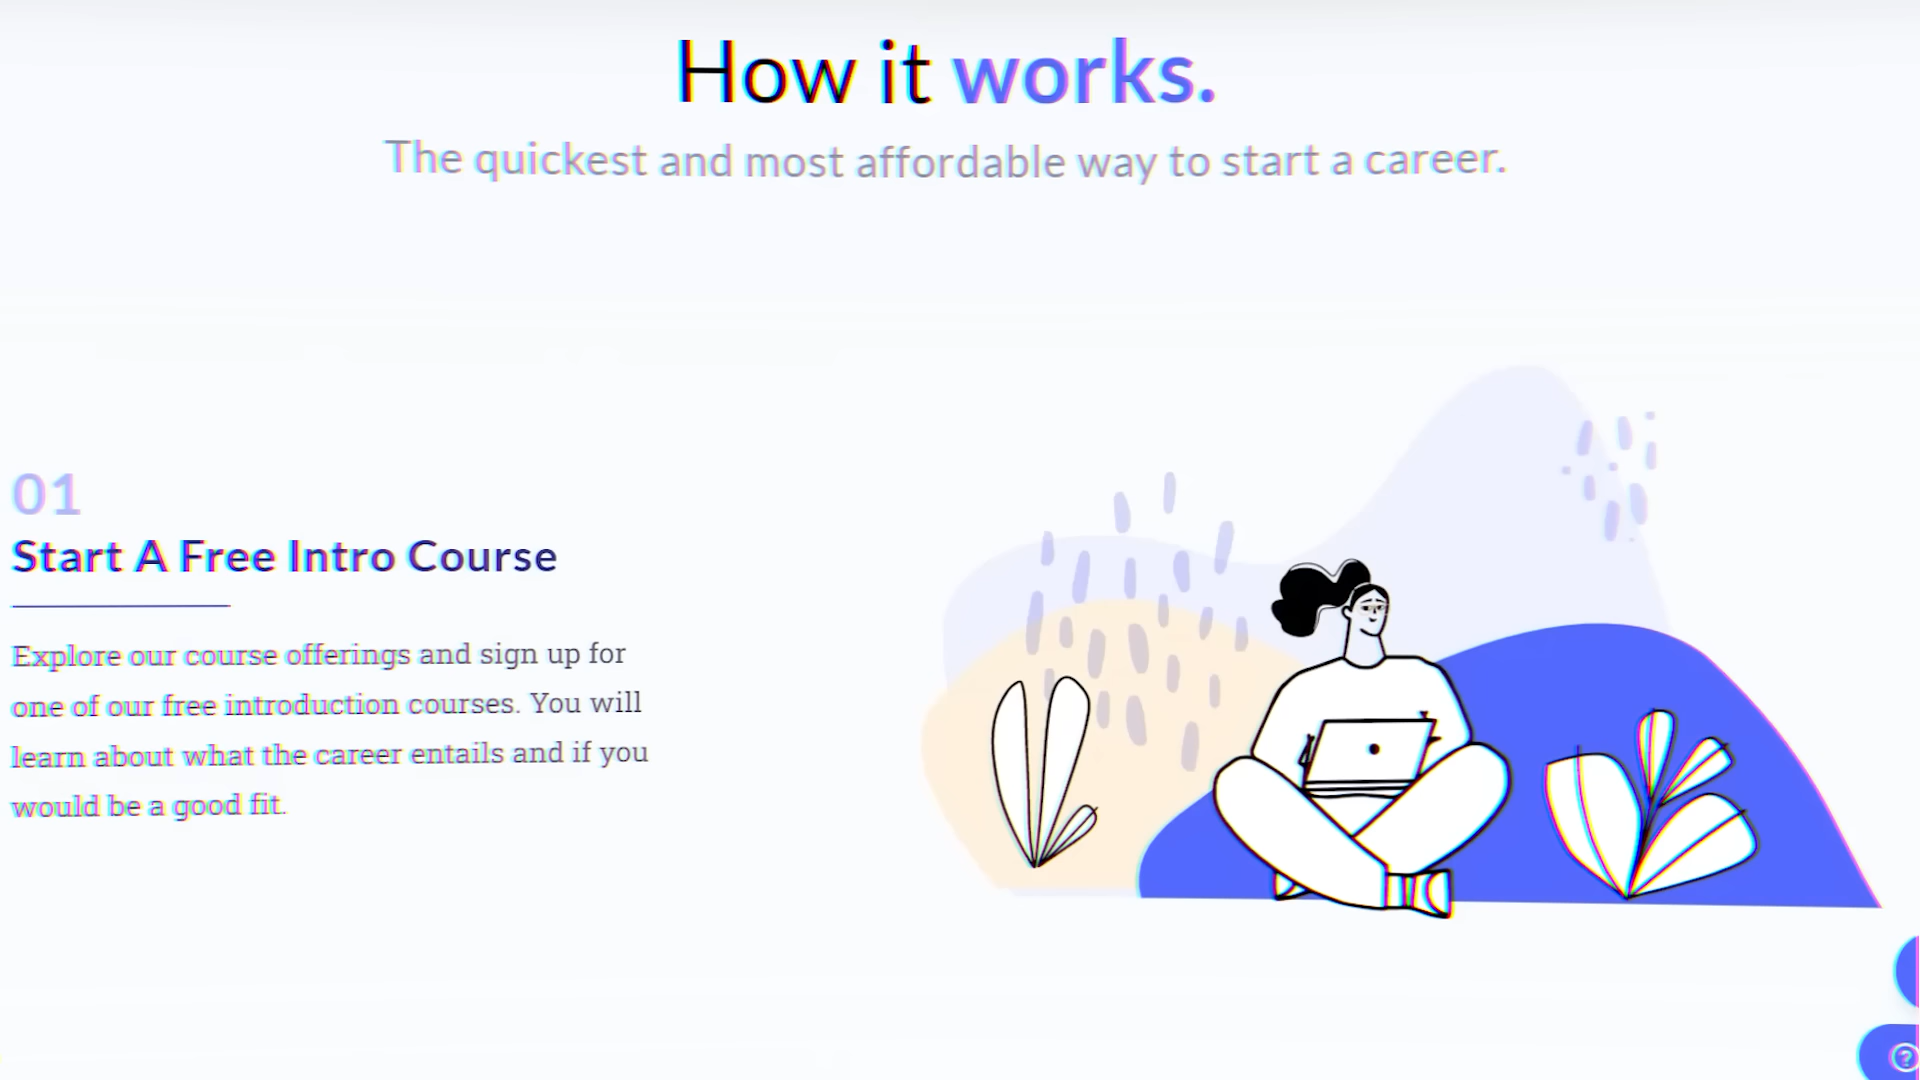 How it works.
The quickest and most affordable way to start a career.
01
Start A Free Intro Course
Explore our course offerings and sign up for
one of our free introduction courses. You will
learn about what the career entails and if you
would be a good fit.
?